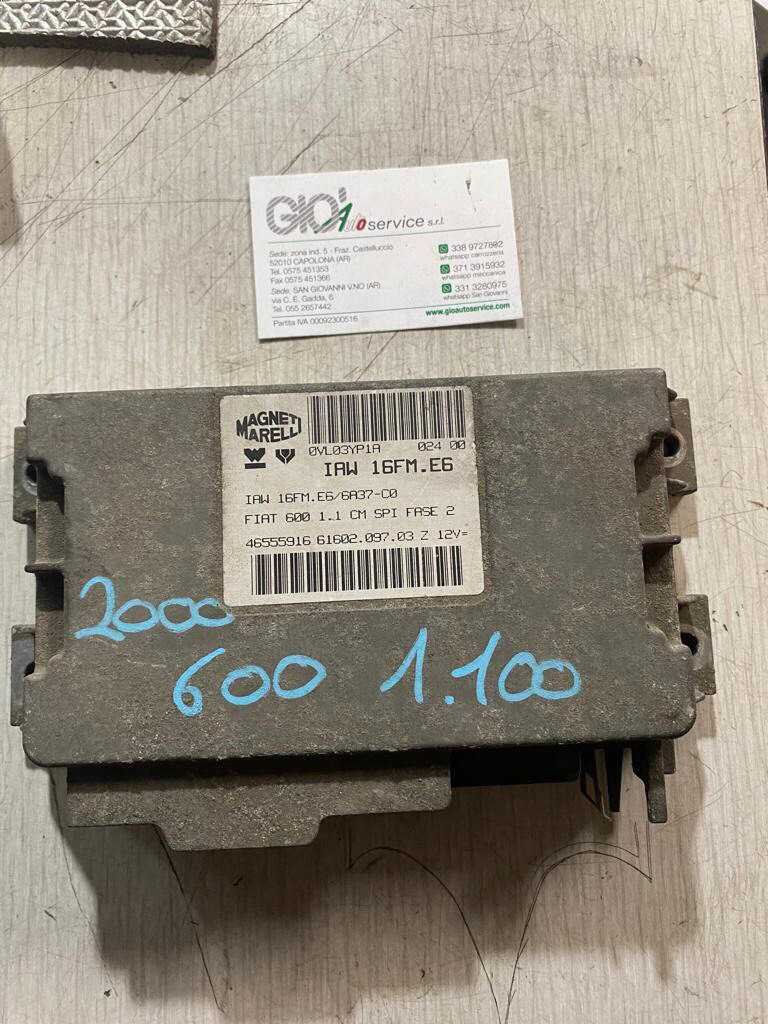 GIO' Auto service s.r.l.
Sede: zona ind. 5 - Fraz. Castelluccio
52010 CAPOLONA (AR)
Tel. 0575 451353
Fax 0575 451366
Sede: SAN GIOVANNI V.NO (AR)
via C. E. Gadda, 6
Tel. 055 2657442
Partita IVA 00092300516
338 9727802
whatsapp carrozzeria
371 3915932
whatsapp meccanica
331 3280975
whatsapp San Giovanni
www.gioautoservice.com
MAGNETI
MARELLI
0VL03YP1A 024 00
IAW 16FM.E6
IAW 16FM.E6/6A37-C0
FIAT 600 1.1 CM SPI FASE 2
46555916 61602.097.03 Z 12V=
2000
600 1.100